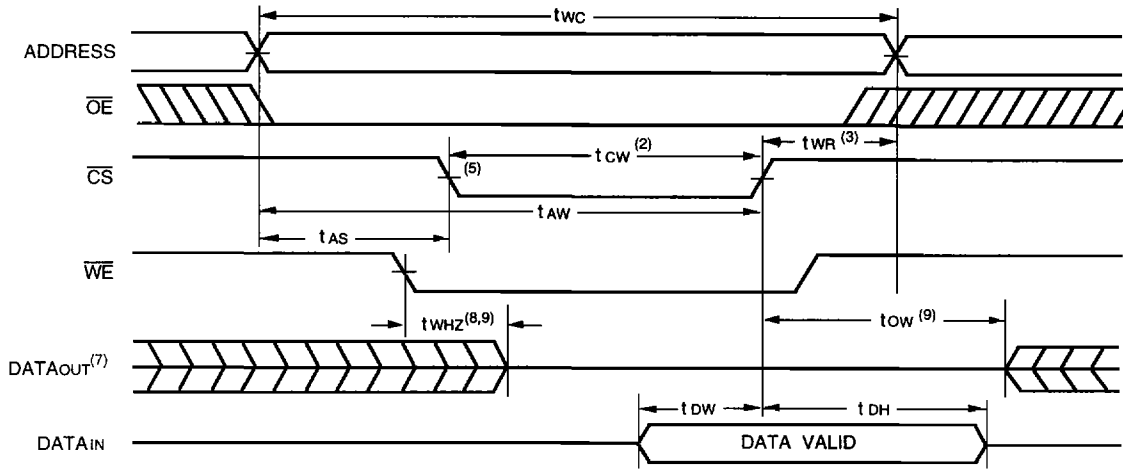 tWC
ADDRESS
OE
tCW (2)
tWR (3)
CS
(5)
tAW
tAS
WE
tWHZ (8,9)
tOW (9)
DATAOUT (7)
tDW
tDH
DATAIN
DATA VALID